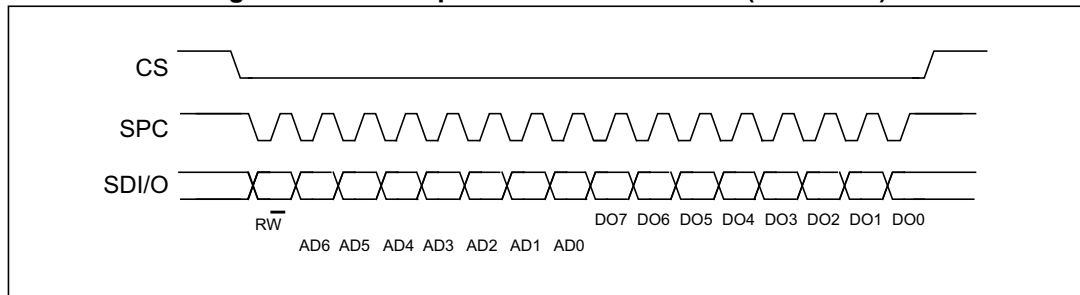 CS
SPC
SDI/O
RW DO7 DO6 DO5 DO4 DO3 DO2 DO1 DO0
AD6 AD5 AD4 AD3 AD2 AD1 AD0